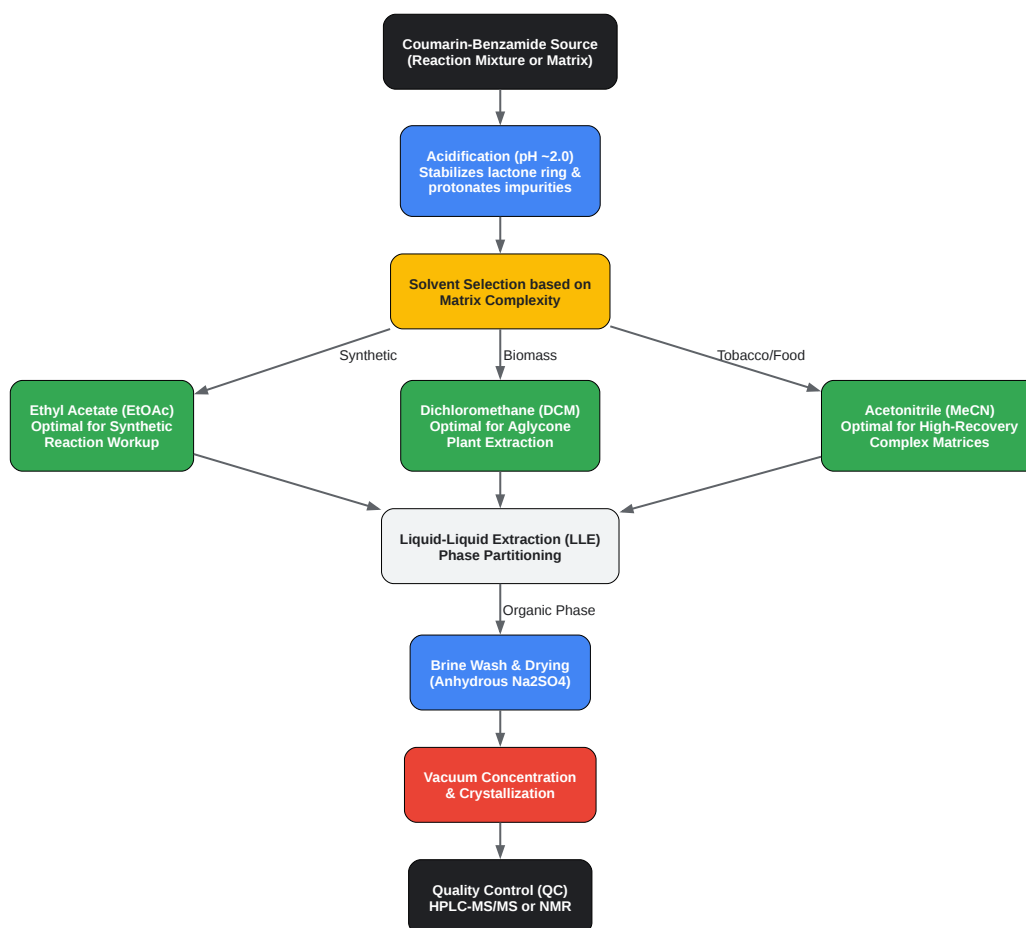 Coumarin-Benzamide Source
(Reaction Mixture or Matrix)
Acidification (pH ~2.0)
Stabilizes lactone ring &
protonates impurities
Solvent Selection based on
Matrix Complexity
Synthetic
Biomass
Tobacco/Food
Ethyl Acetate (EtOAc)
Optimal for Synthetic
Reaction Workup
Dichloromethane (DCM)
Optimal for Aglycone
Plant Extraction
Acetonitrile (MeCN)
Optimal for High-Recovery
Complex Matrices
Liquid-Liquid Extraction (LLE)
Phase Partitioning
Organic Phase
Brine Wash & Drying
(Anhydrous Na2SO4)
Vacuum Concentration
& Crystallization
Quality Control (QC)
HPLC-MS/MS or NMR